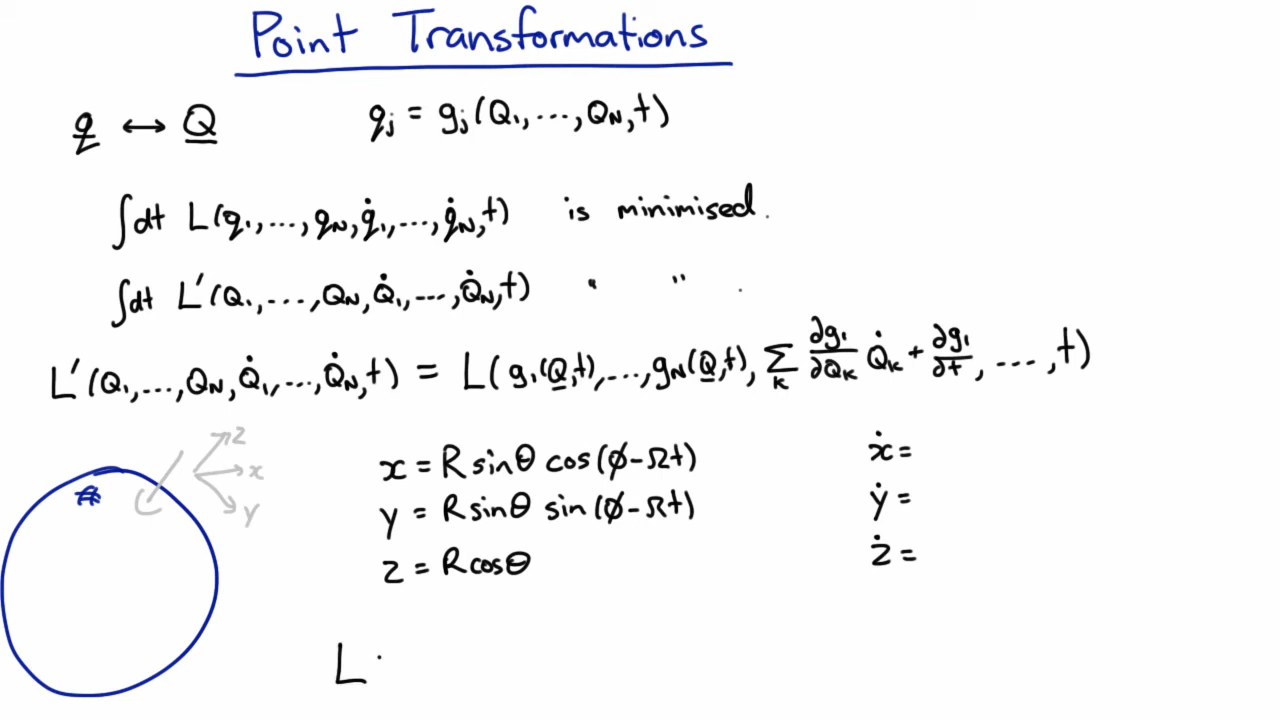 Point Transformations
q ↔ Q qj = gj(Q1,...,QN,t)
∫dt L(q1,...,qN,q̇1,...,q̇N,t) is minimised.
∫dt L'(Q1,...,QN,Q̇1,...,Q̇N,t) " " .
L'(Q1,...,QN,Q̇1,...,Q̇N,t) = L(g1(Q,t),...,gN(Q,t), ∑k ∂g1/∂Qk Q̇k + ∂g1/∂t, ...,t)
z
x
y
x = R sinθ cos(φ-Ωt) ẋ =
y = R sinθ sin(φ-Ωt) ẏ =
z = R cosθ ż =
L